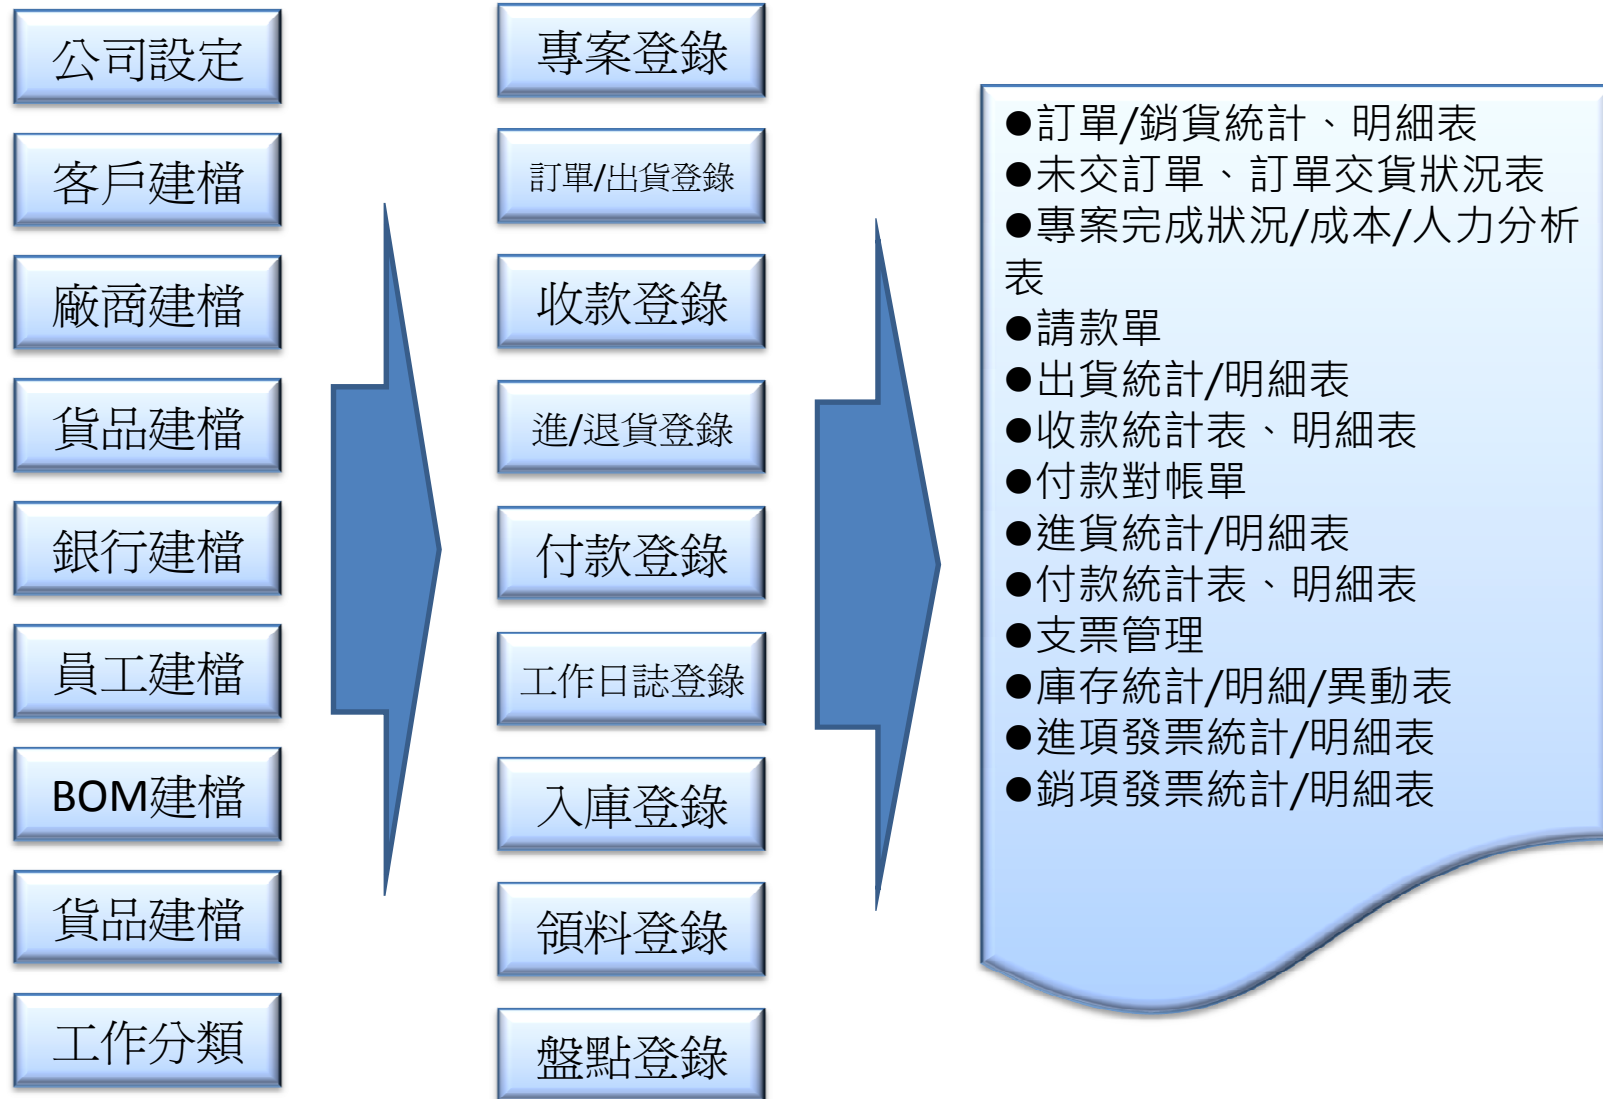 公司設定
客戶建檔
廠商建檔
貨品建檔
銀行建檔
員工建檔
BOM建檔
貨品建檔
工作分類
專案登錄
訂單/出貨登錄
收款登錄
進/退貨登錄
付款登錄
工作日誌登錄
入庫登錄
領料登錄
盤點登錄
●訂單/銷貨統計、明細表
●未交訂單、訂單交貨狀況表
●專案完成狀況/成本/人力分析
表
●請款單
●出貨統計/明細表
●收款統計表、明細表
●付款對帳單
●進貨統計/明細表
●付款統計表、明細表
●支票管理
●庫存統計/明細/異動表
●進項發票統計/明細表
●銷項發票統計/明細表